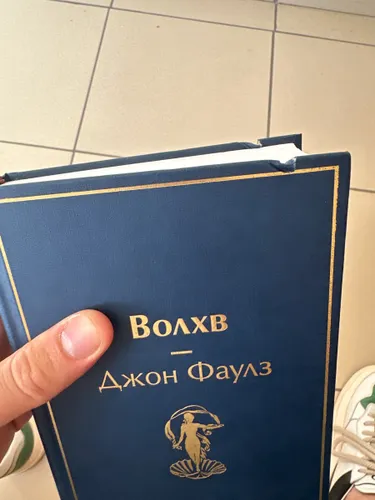 Волхв
—
Джон Фаулз